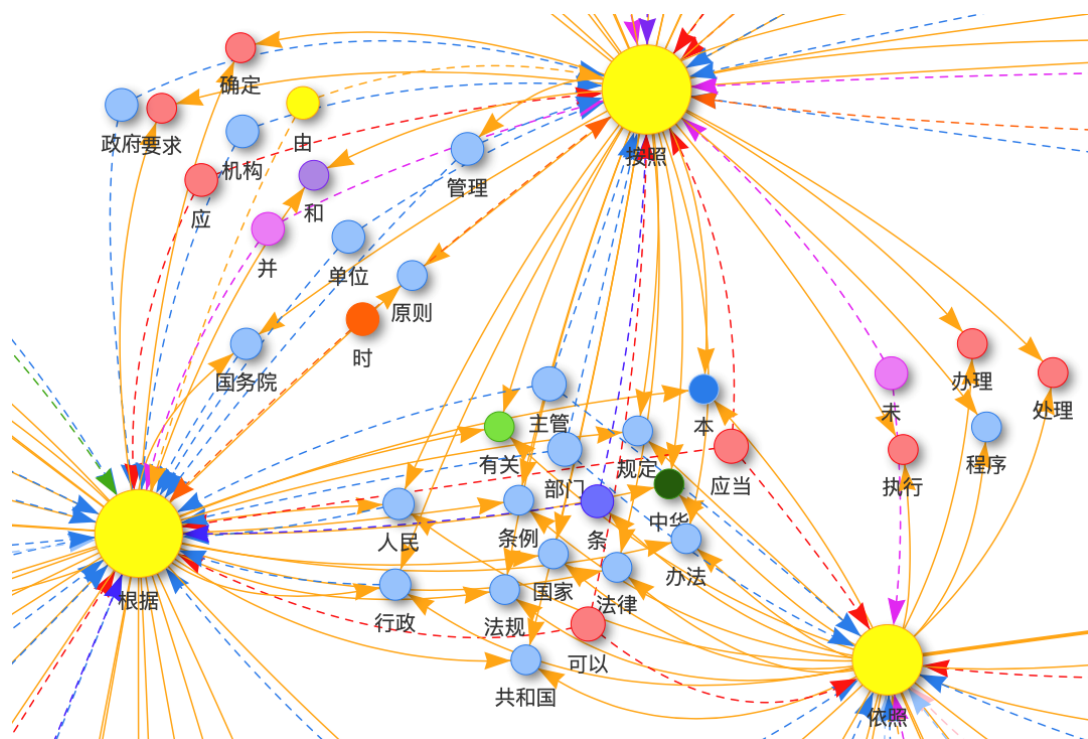 确定
政府
要求
由
机构
按照
管理
应
和
并
单位
原则
时
国务院
办理
未
处理
主管
本
有关
规定
程序
部门
应当
执行
中华
人民
条例
条
国家
办法
根据
法律
行政
法规
可以
共和国
依照